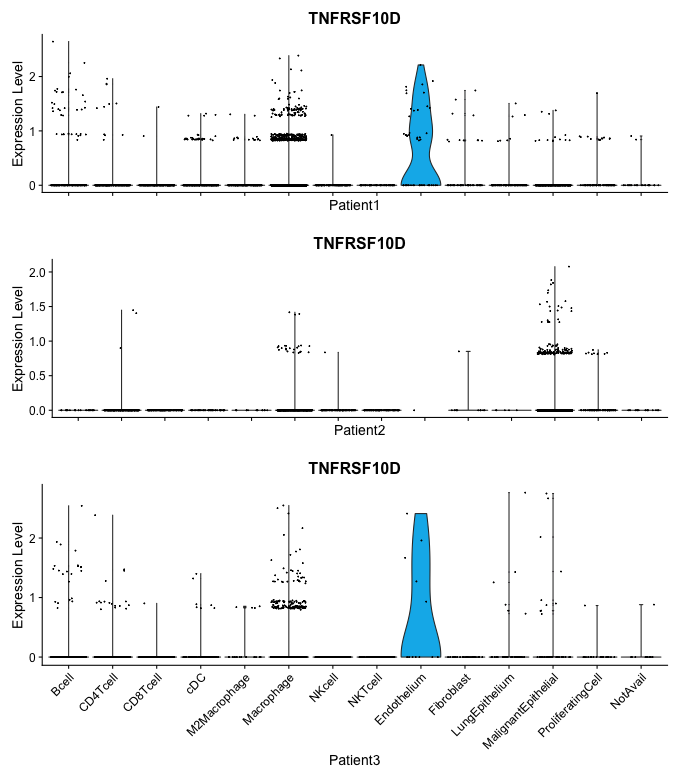 TNFRSF10D
Expression Level
2
1
0
Patient1
TNFRSF10D
Expression Level
2.0
1.5
1.0
0.5
0.0
Patient2
TNFRSF10D
Expression Level
2
1
0
Bcell
CD4Tcell
CD8Tcell
cDC
M2Macrophage
Macrophage
NKcell
NKTcell
Endothelium
Fibroblast
LungEpithelium
MalignantEpithelial
ProliferatingCell
NotAvail
Patient3